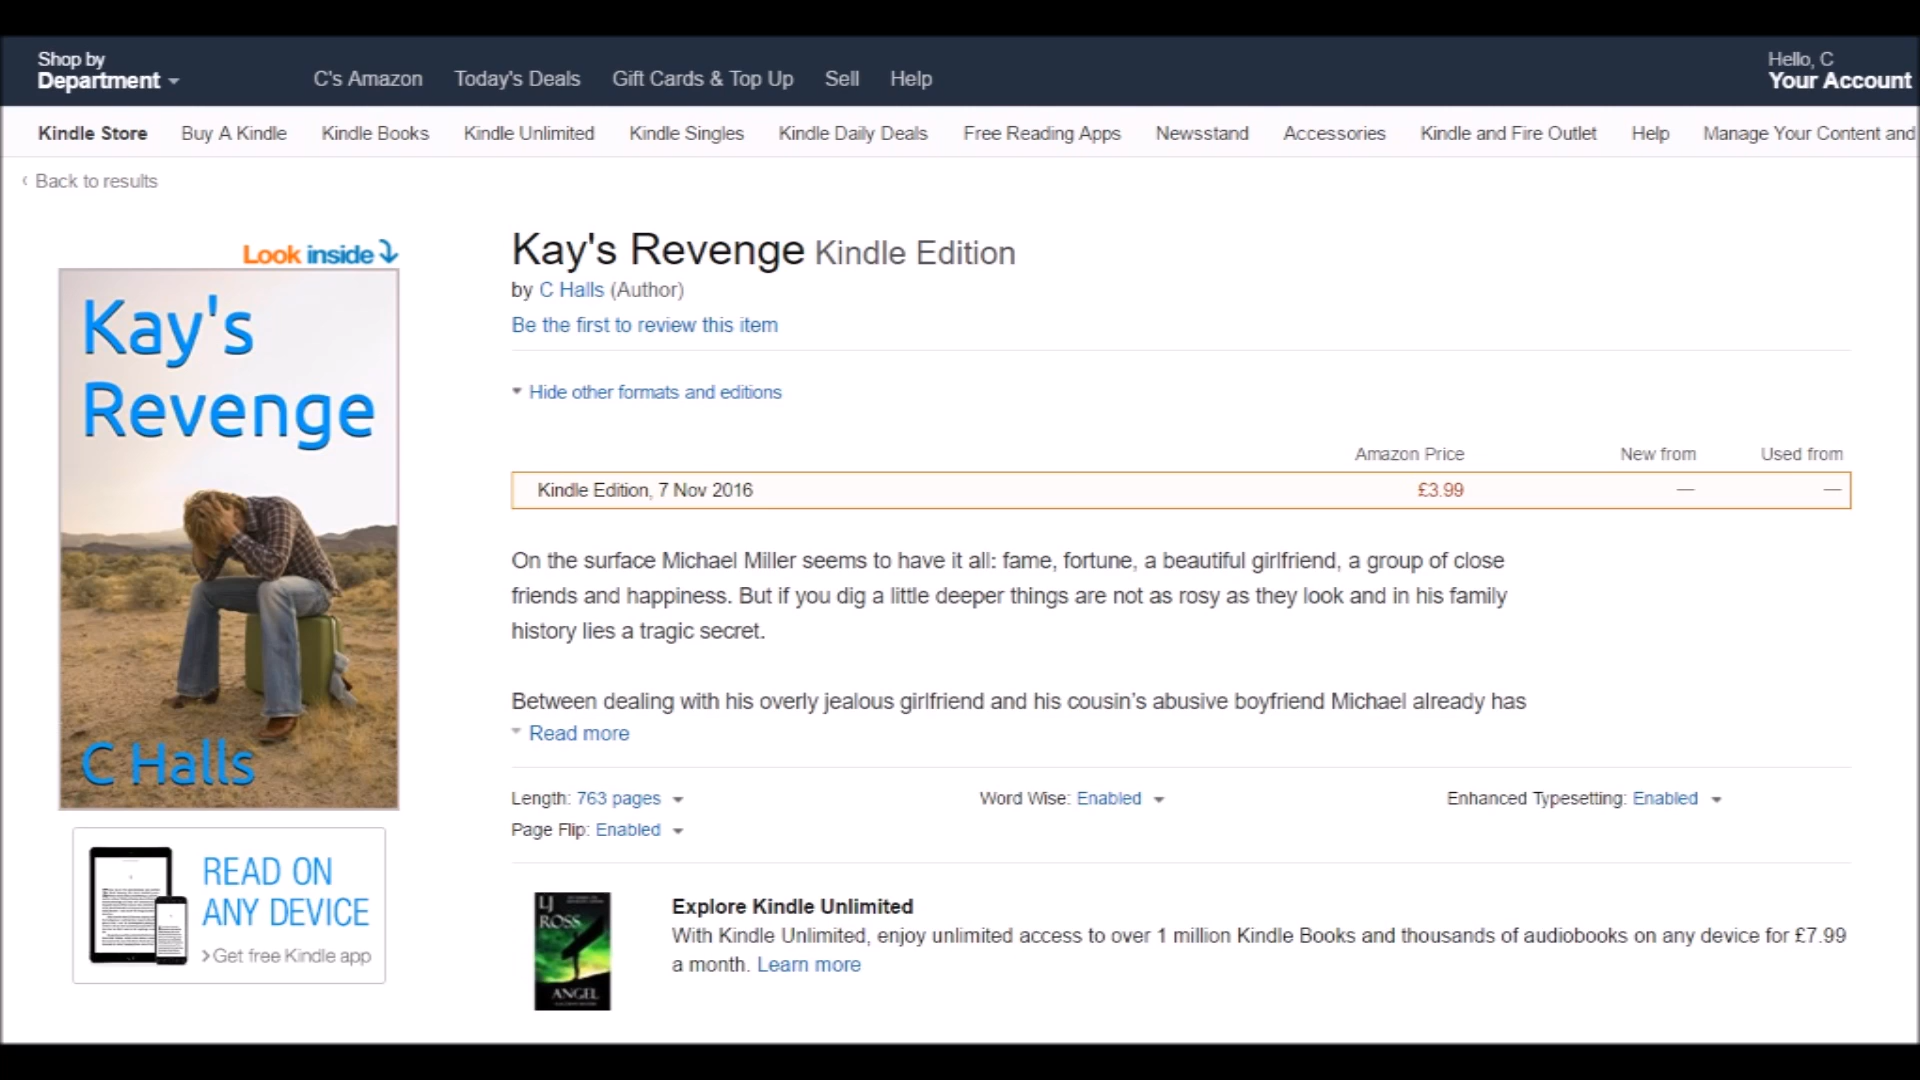 Shop by
Department
C's Amazon Today's Deals Gift Cards & Top Up Sell Help
Hello, C
Your Account
Kindle Store Buy A Kindle Kindle Books Kindle Unlimited Kindle Singles Kindle Daily Deals Free Reading Apps Newsstand Accessories Kindle and Fire Outlet Help Manage Your Content and
‹ Back to results
Look inside
Kay's
Revenge
C Halls
READ ON
ANY DEVICE
>Get free Kindle app
Kay's Revenge Kindle Edition
by C Halls (Author)
Be the first to review this item
Hide other formats and editions
Amazon Price New from Used from
Kindle Edition, 7 Nov 2016 £3.99 — —
On the surface Michael Miller seems to have it all: fame, fortune, a beautiful girlfriend, a group of close
friends and happiness. But if you dig a little deeper things are not as rosy as they look and in his family
history lies a tragic secret.
Between dealing with his overly jealous girlfriend and his cousin’s abusive boyfriend Michael already has
Read more
Length: 763 pages Word Wise: Enabled Enhanced Typesetting: Enabled
Page Flip: Enabled
LJ
ROSS
ANGEL
Explore Kindle Unlimited
With Kindle Unlimited, enjoy unlimited access to over 1 million Kindle Books and thousands of audiobooks on any device for £7.99
a month. Learn more